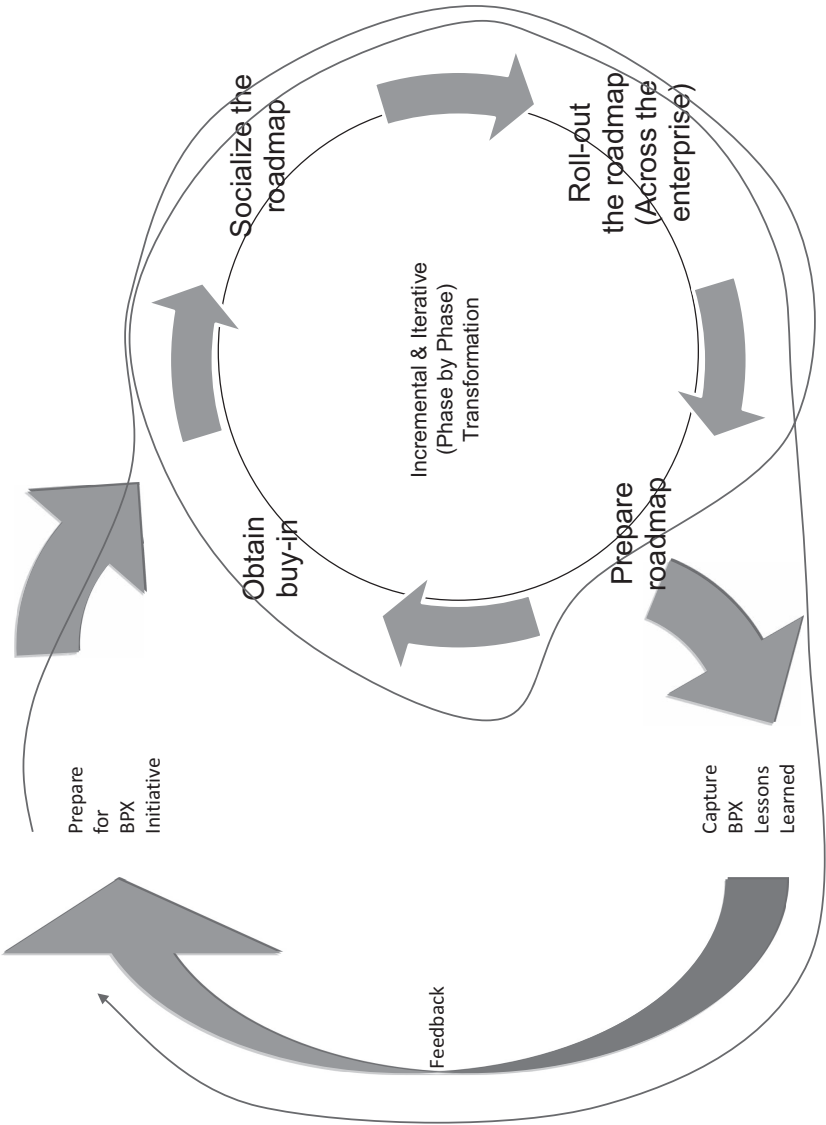 Prepare
for
BPX
Initiative
Obtain
buy-in
Socialize the
roadmap
Incremental & Iterative
(Phase by Phase)
Transformation
Roll-out
the roadmap
(Across the
enterprise)
Prepare
roadmap
Capture
BPX
Lessons
Learned
Feedback